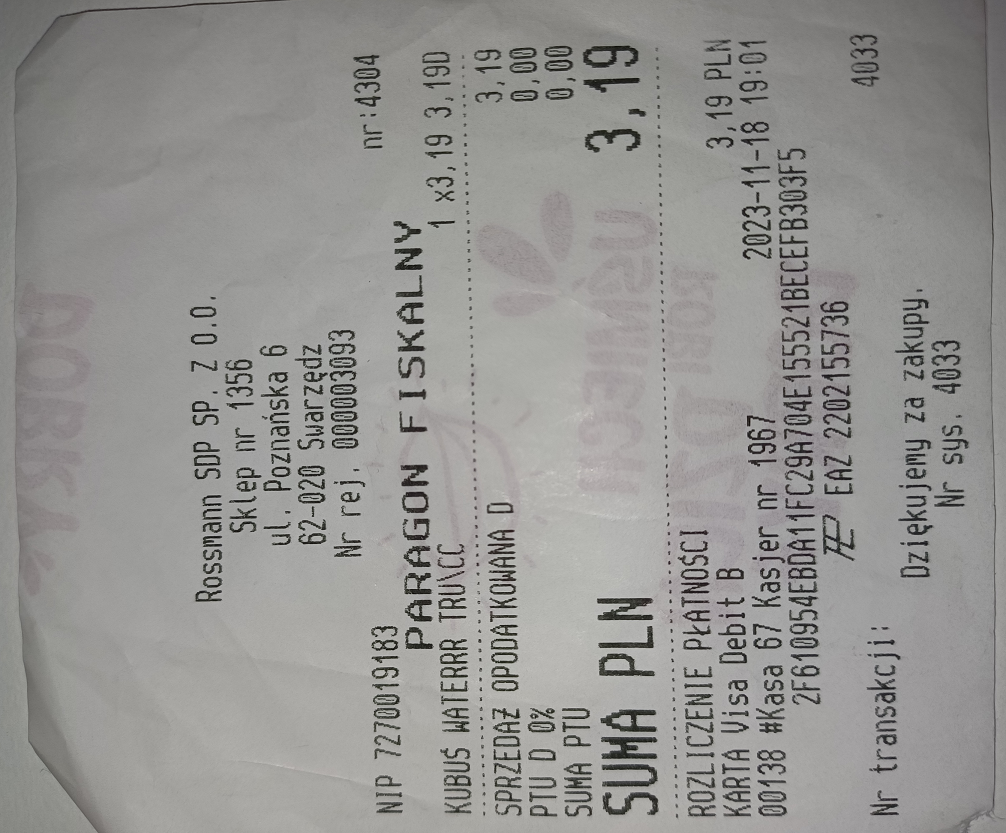 Rossmann SDP SP. Z O.O.
Sklep nr 1356
ul. Poznańska 6
62-020 Swarzędz
Nr rej. 000003093
NIP 7270019183 nr:4304
PARAGON FISKALNY
KUBUŚ WATERRR TRU\CC 1 x3,19 3,19D
SPRZEDAŻ OPODATKOWANA D 3,19
PTU D 0% 0,00
SUMA PTU 0,00
SUMA PLN 3,19
ROZLICZENIE PŁATNOŚCI
KARTA Visa Debit B 3,19 PLN
00138 #Kasa 67 Kasjer nr 1967 2023-11-18 19:01
2F610954EBDA11FC29A704E155521BECEFB303F5
EAZ 2202155736
Nr transakcji: 4033
Dziękujemy za zakupy.
Nr sys. 4033